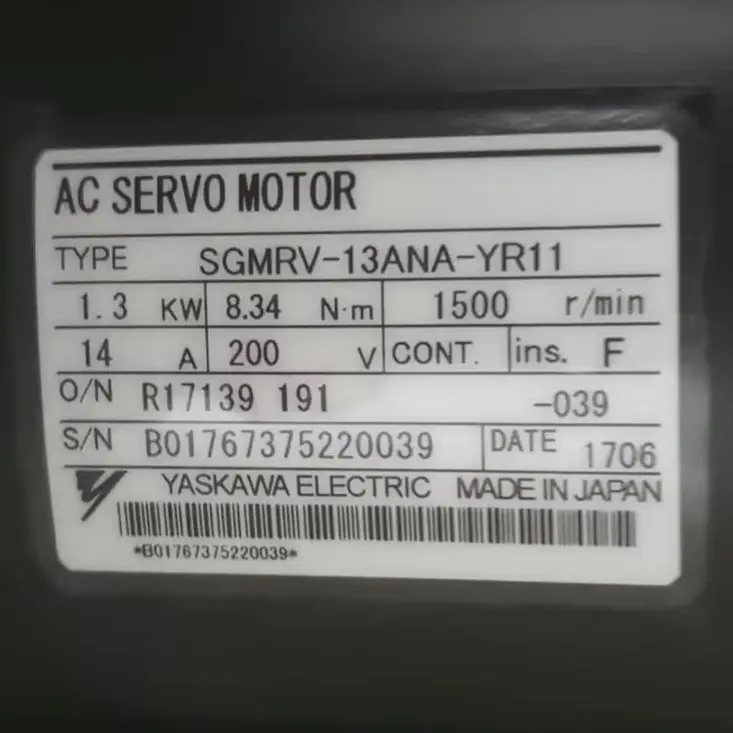 AC SERVO MOTOR
TYPE SGMRV-13ANA-YR11
1.3 KW 8.34 N·m 1500 r/min
14 A 200 V CONT. ins. F
O/N R17139 191 -039
S/N B01767375220039 DATE 1706
YASKAWA ELECTRIC MADE IN JAPAN
*B01767375220039*